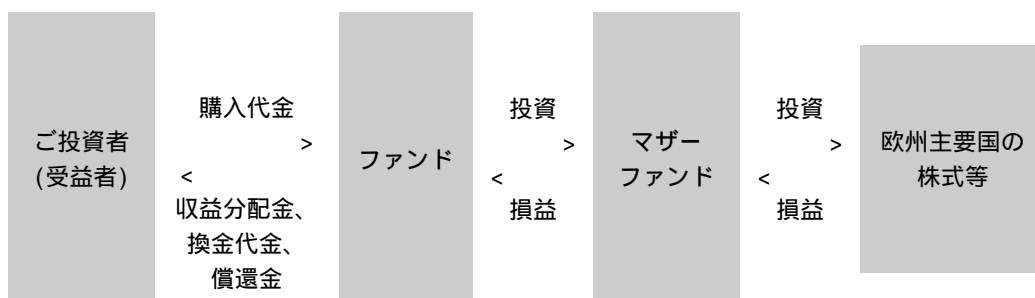 ご投資者
(受益者)
購入代金
>
<
収益分配金、
換金代金、
償還金
ファンド
投資
>
<
損益
マザー
ファンド
投資
>
<
損益
欧州主要国の
株式等